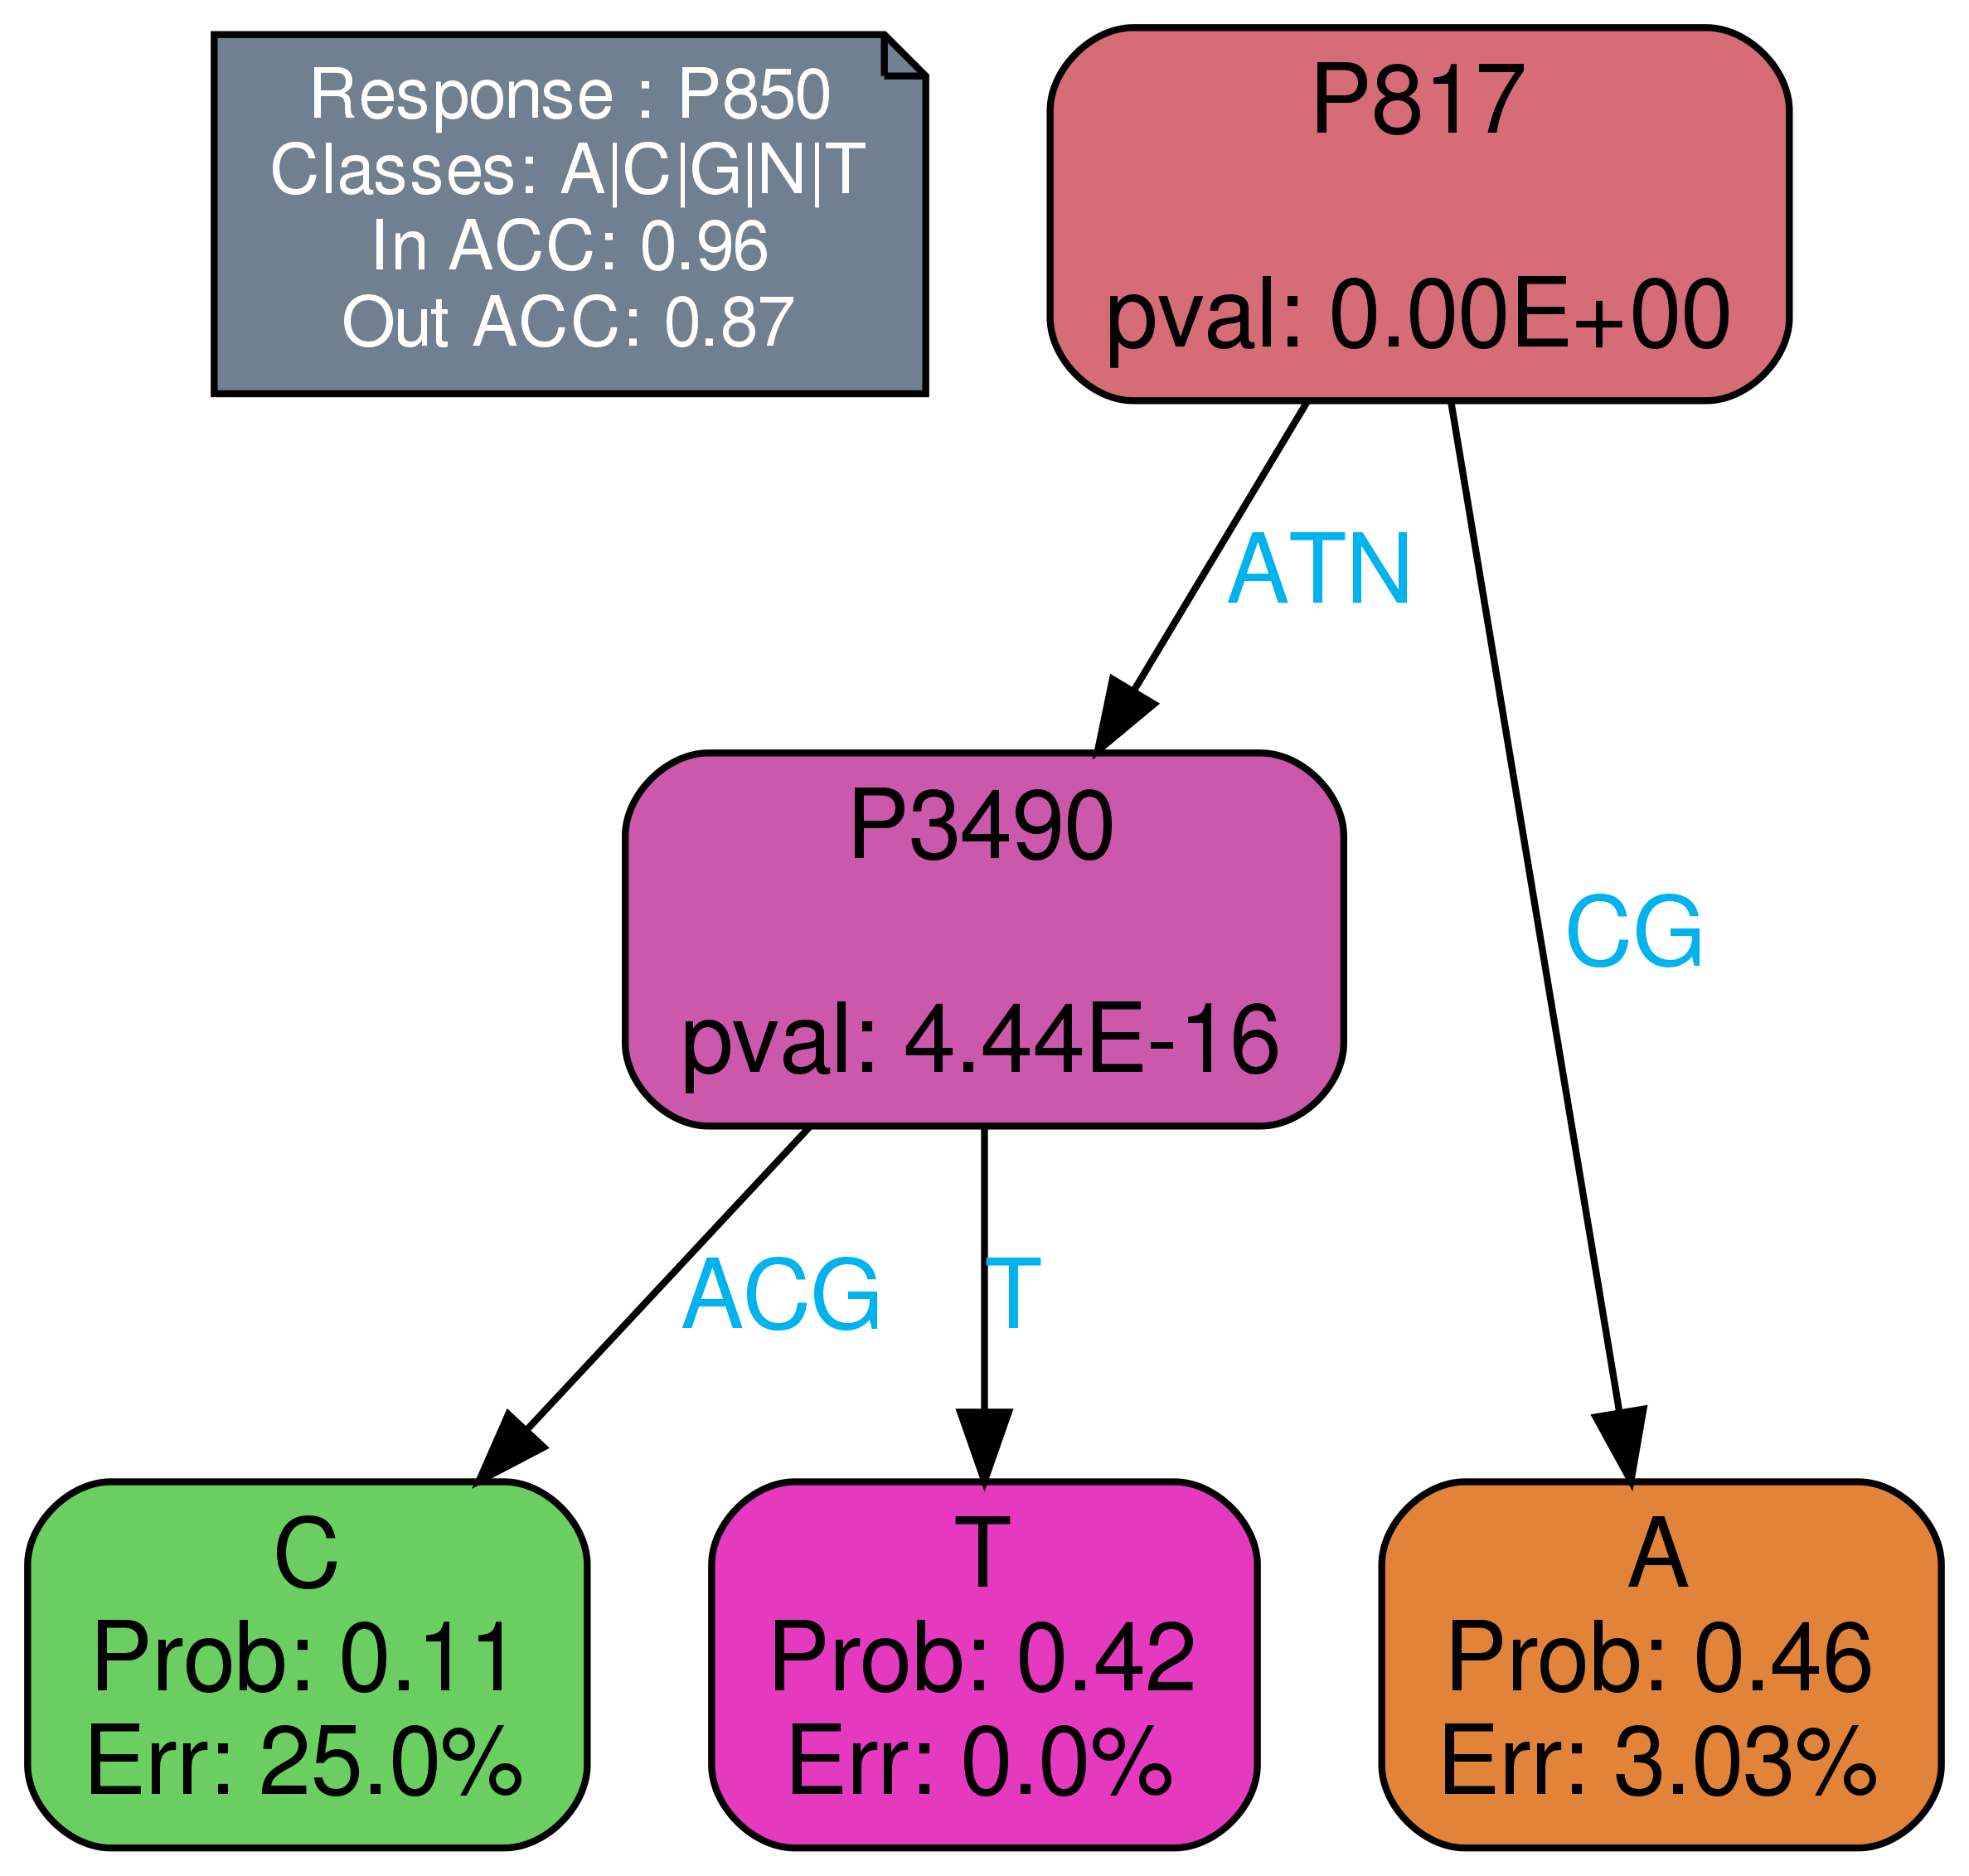 Response : P850
Classes: A|C|G|N|T
In ACC: 0.96
Out ACC: 0.87
P817
pval: 0.00E+00
ATN
CG
P3490
pval: 4.44E-16
ACG
T
C
Prob: 0.11
Err: 25.0%
T
Prob: 0.42
Err: 0.0%
A
Prob: 0.46
Err: 3.03%